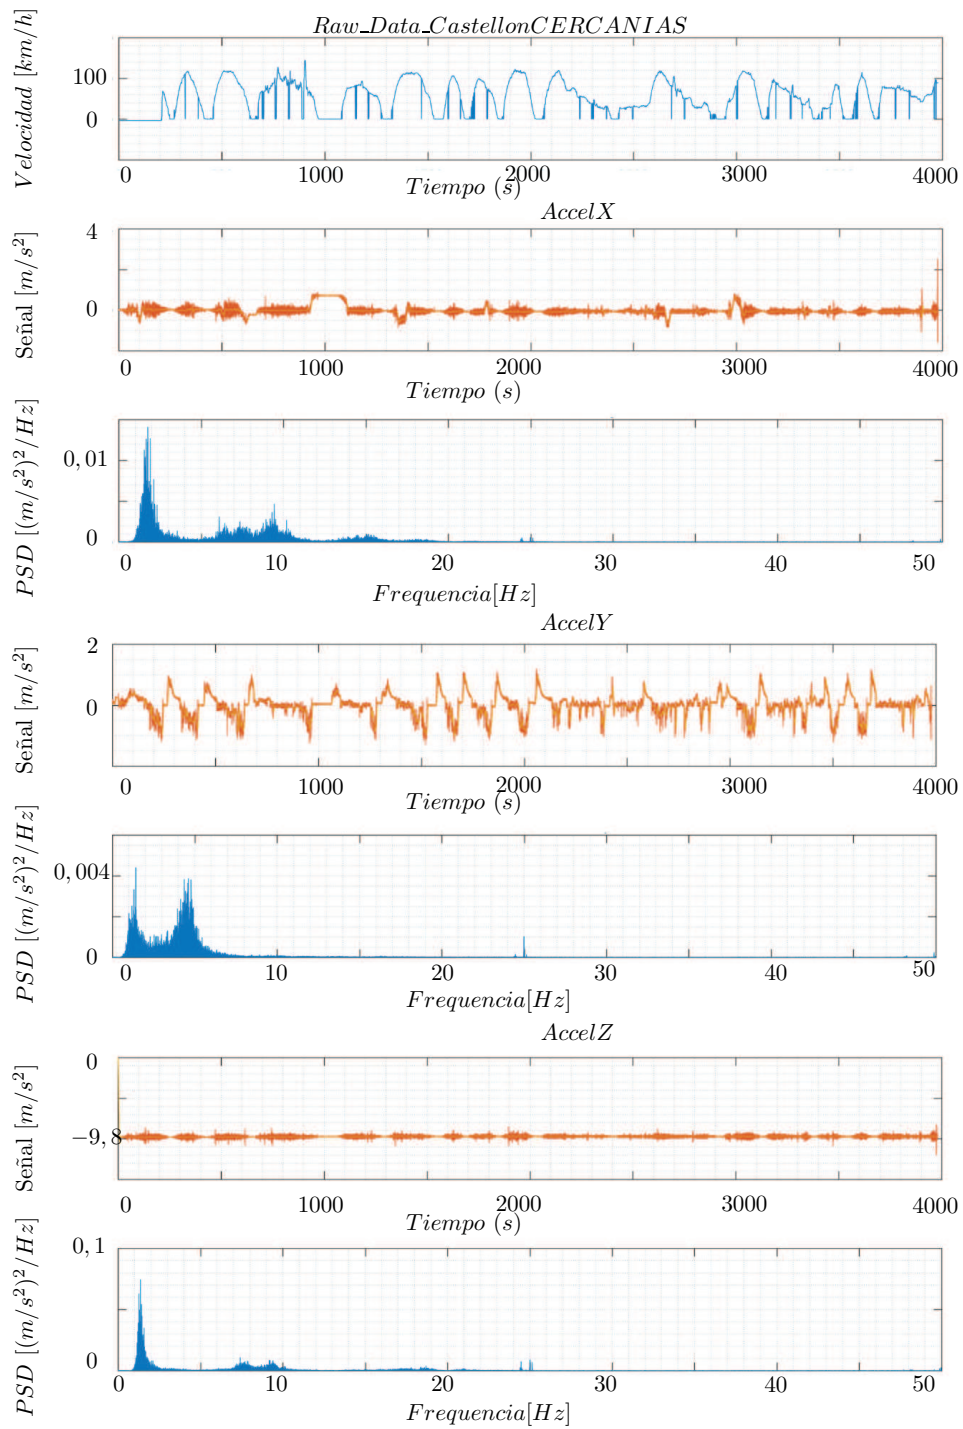 Raw_Data_CastellonCERCANIAS
Velocidad [km/h]
100
0
0 1000 2000 3000 4000
Tiempo (s)
AccelX
Señal [m/s²]
4
0
0 1000 2000 3000 4000
Tiempo (s)
PSD [(m/s²)²/Hz]
0,01
0
0 10 20 30 40 50
Frequencia[Hz]
AccelY
Señal [m/s²]
2
0
0 1000 2000 3000 4000
Tiempo (s)
PSD [(m/s²)²/Hz]
0,004
0
0 10 20 30 40 50
Frequencia[Hz]
AccelZ
Señal [m/s²]
0
−9,8
0 1000 2000 3000 4000
Tiempo (s)
PSD [(m/s²)²/Hz]
0,1
0
0 10 20 30 40 50
Frequencia[Hz]